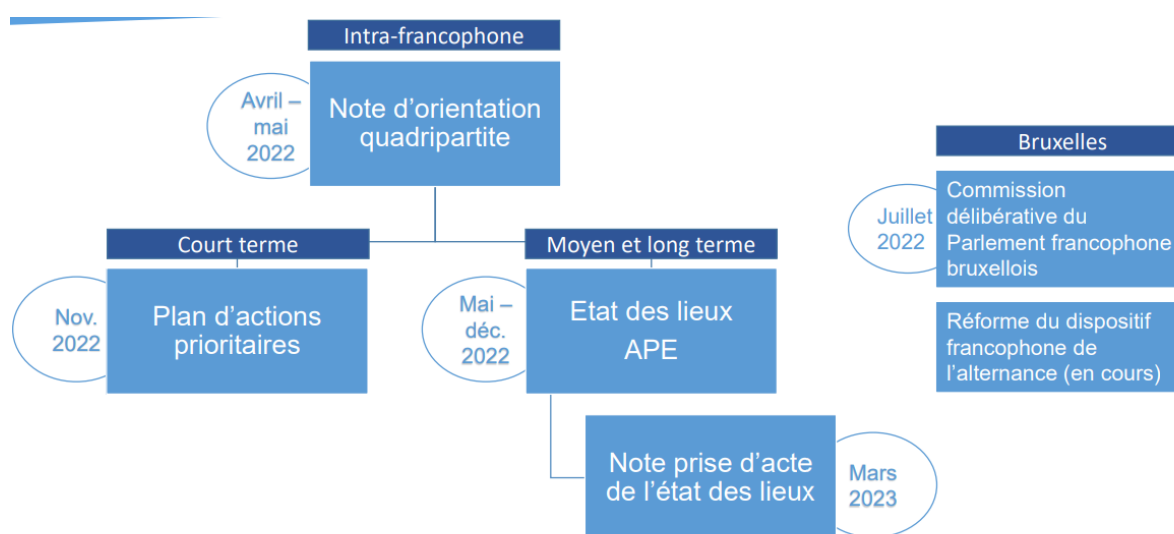 Intra-francophone
Avril –
mai
2022
Note d’orientation
quadripartite
Court terme
Nov.
2022
Plan d’actions
prioritaires
Moyen et long terme
Mai –
déc.
2022
Etat des lieux
APE
Note prise d’acte
de l’état des lieux
Mars
2023
Bruxelles
Juillet
2022
Commission
délibérative du
Parlement francophone
bruxellois
Réforme du dispositif
francophone de
l’alternance (en cours)